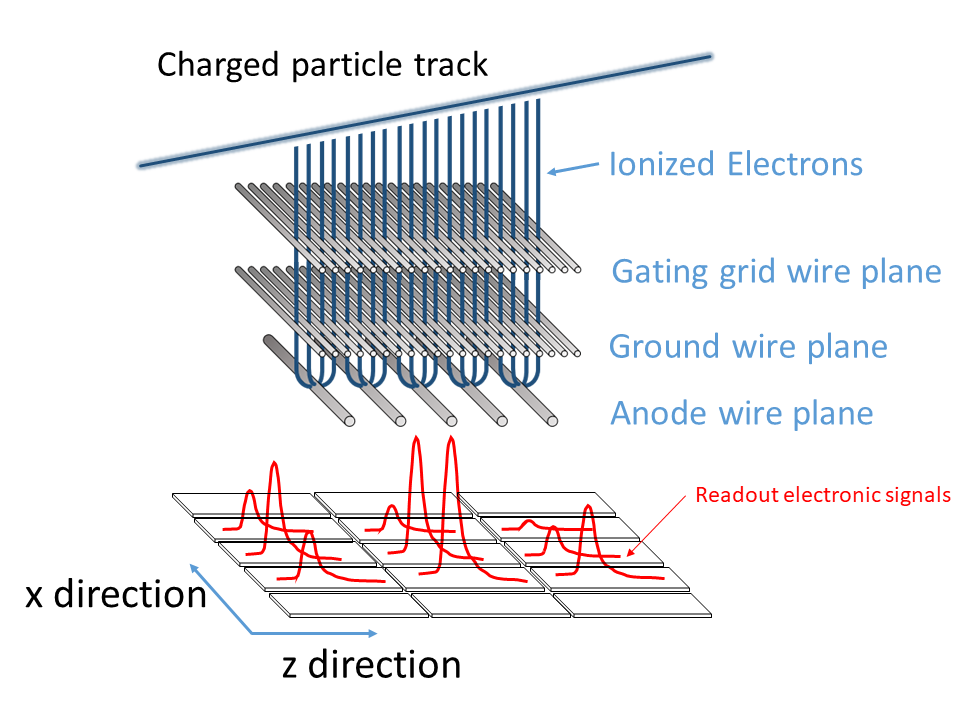 Charged particle track
Ionized Electrons
Gating grid wire plane
Ground wire plane
Anode wire plane
Readout electronic signals
x direction
z direction